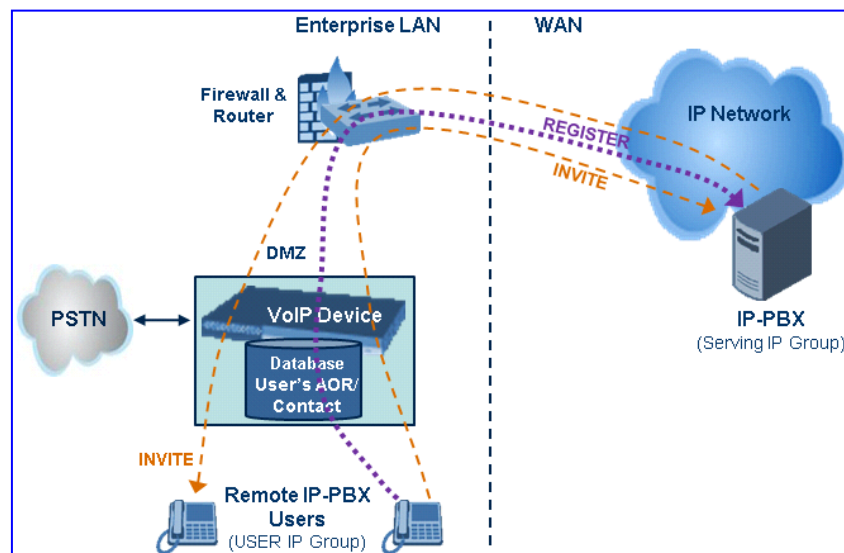 Enterprise LAN
WAN
Firewall &
Router
IP Network
REGISTER
INVITE
DMZ
PSTN
VoIP Device
Database
User's AOR/
Contact
IP-PBX
(Serving IP Group)
INVITE
Remote IP-PBX
Users
(USER IP Group)